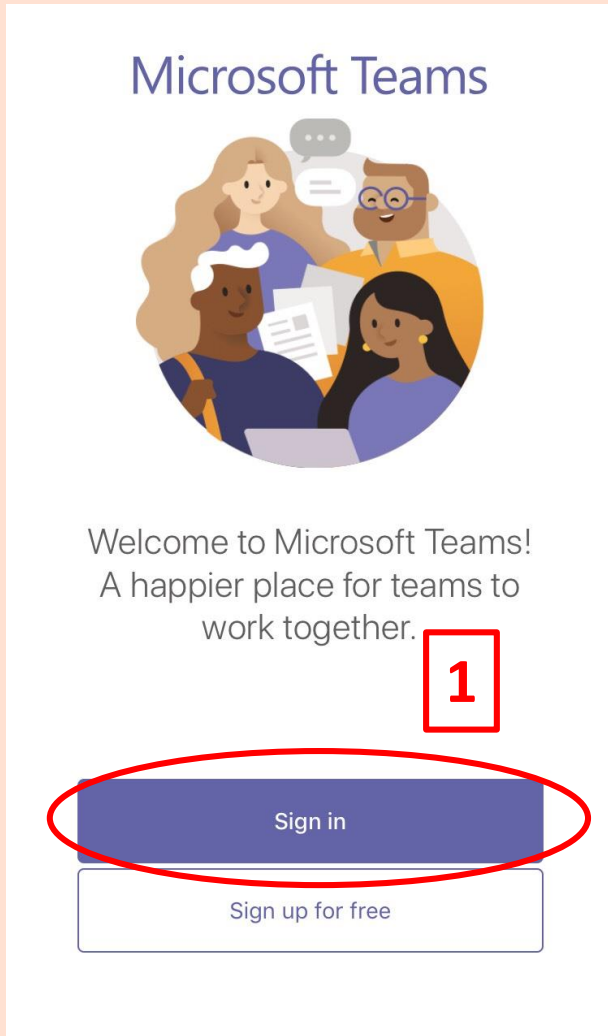 Microsoft Teams
Welcome to Microsoft Teams!
A happier place for teams to
work together.
1
Sign in
Sign up for free